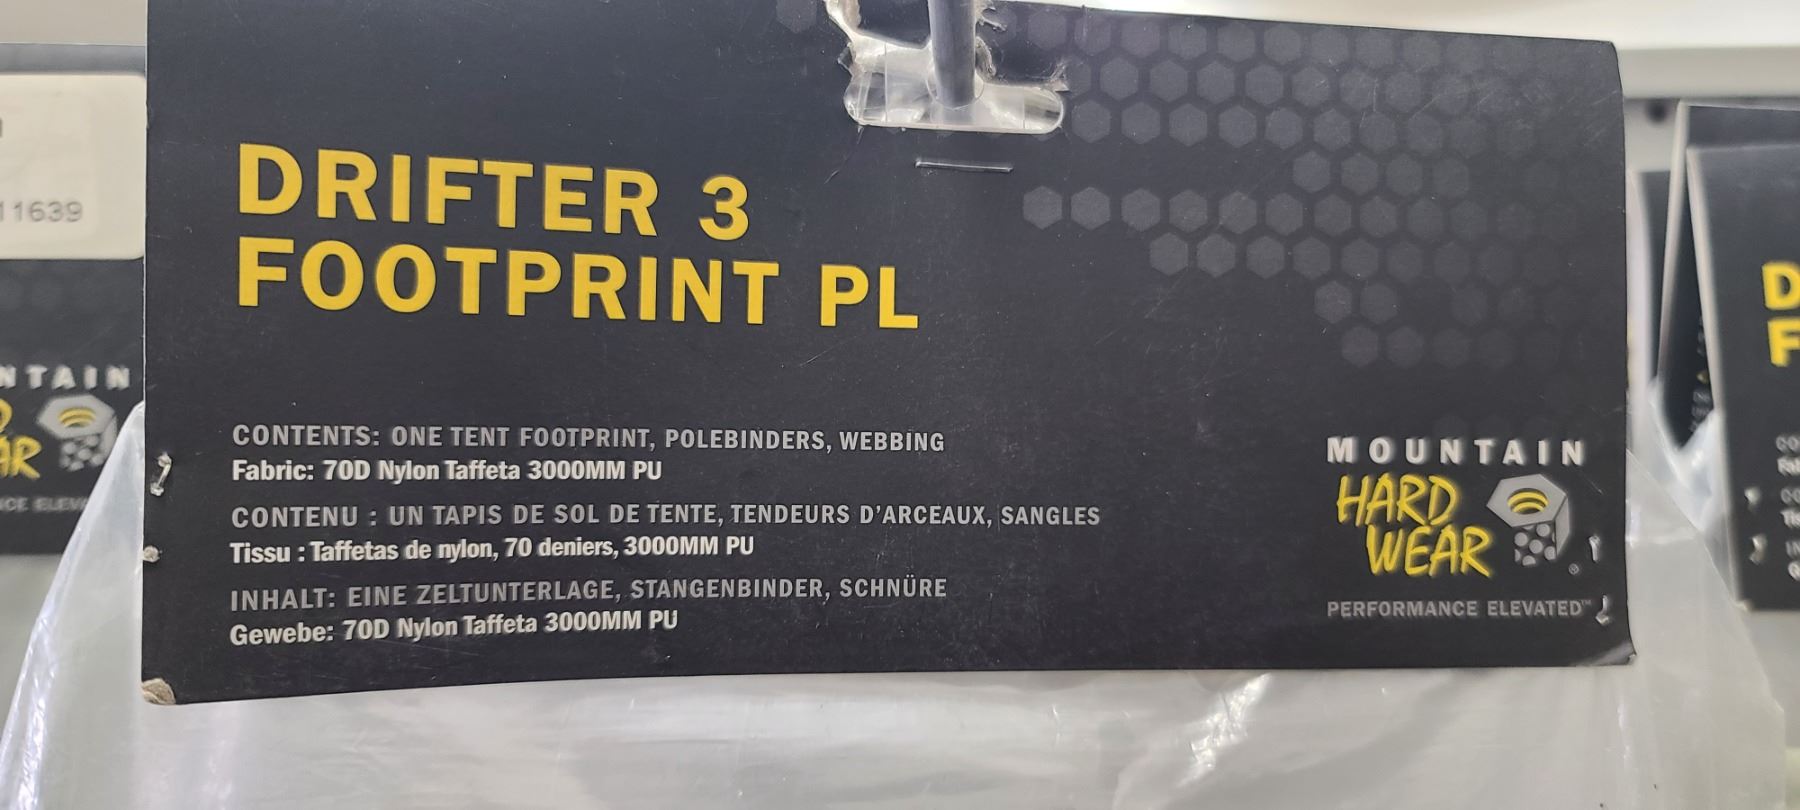 DRIFTER 3
FOOTPRINT PL
CONTENTS: ONE TENT FOOTPRINT, POLEBINDERS, WEBBING
Fabric: 70D Nylon Taffeta 3000MM PU
CONTENU : UN TAPIS DE SOL DE TENTE, TENDEURS D'ARCEAUX, SANGLES
Tissu : Taffetas de nylon, 70 deniers, 3000MM PU
INHALT: EINE ZELTUNTERLAGE, STANGENBINDER, SCHNÜRE
Gewebe: 70D Nylon Taffeta 3000MM PU
MOUNTAIN
HARD
WEAR
®
PERFORMANCE ELEVATED™
11639
NTAIN
AR